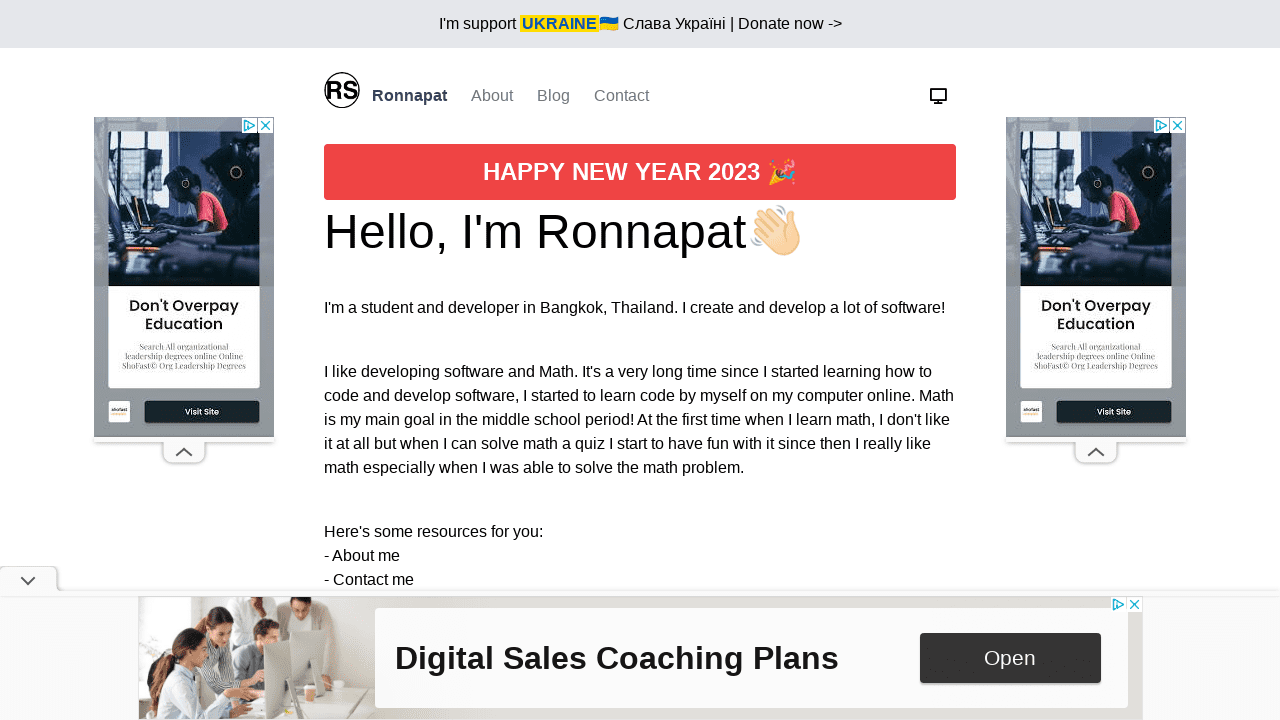 I'm support UKRAINE🇺🇦 Слава Україні | Donate now ->
RS Ronnapat About Blog Contact
HAPPY NEW YEAR 2023 🎉
Hello, I'm Ronnapat👋🏻
I'm a student and developer in Bangkok, Thailand. I create and develop a lot of software!
I like developing software and Math. It's a very long time since I started learning how to
code and develop software, I started to learn code by myself on my computer online. Math
is my main goal in the middle school period! At the first time when I learn math, I don't like
it at all but when I can solve math a quiz I start to have fun with it since then I really like
math especially when I was able to solve the math problem.
Here's some resources for you:
- About me
- Contact me
Don't Overpay
Education
Search All organizational
leadership degrees online Online
ShoFast© Org Leadership Degrees
shofast
Visit Site
Don't Overpay
Education
Search All organizational
leadership degrees online Online
ShoFast© Org Leadership Degrees
shofast
Visit Site
Digital Sales Coaching Plans
Open